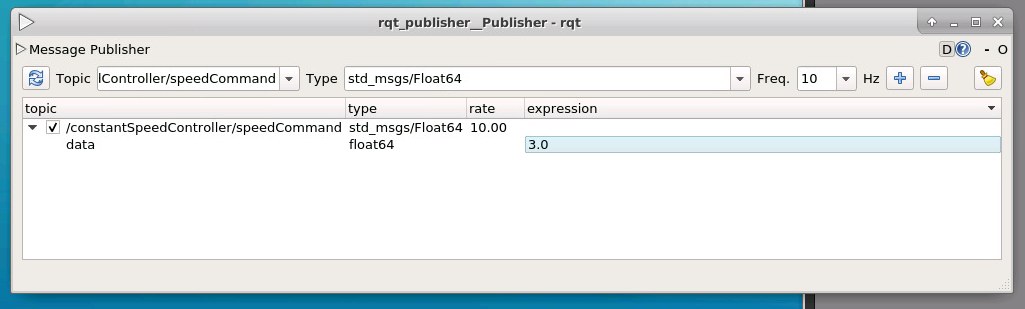 rqt_publisher__Publisher - rqt
Message Publisher D ? - O
Topic lController/speedCommand Type std_msgs/Float64 Freq. 10 Hz
topic type rate expression
/constantSpeedController/speedCommand std_msgs/Float64 10.00
data float64 3.0